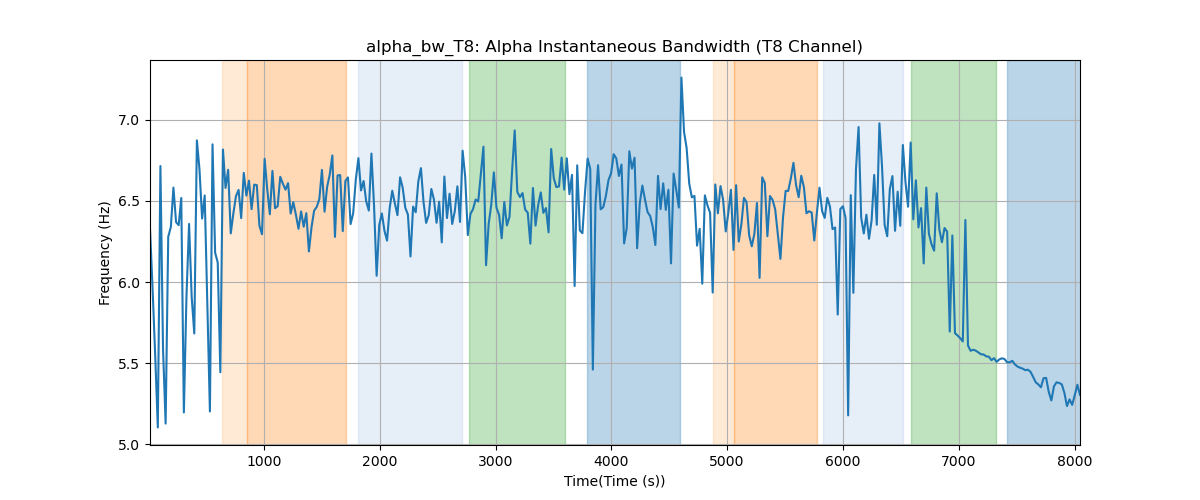 alpha_bw_T8: Alpha Instantaneous Bandwidth (T8 Channel)
Frequency (Hz)
7.0
6.5
6.0
5.5
5.0
1000 2000 3000 4000 5000 6000 7000 8000
Time(Time (s))